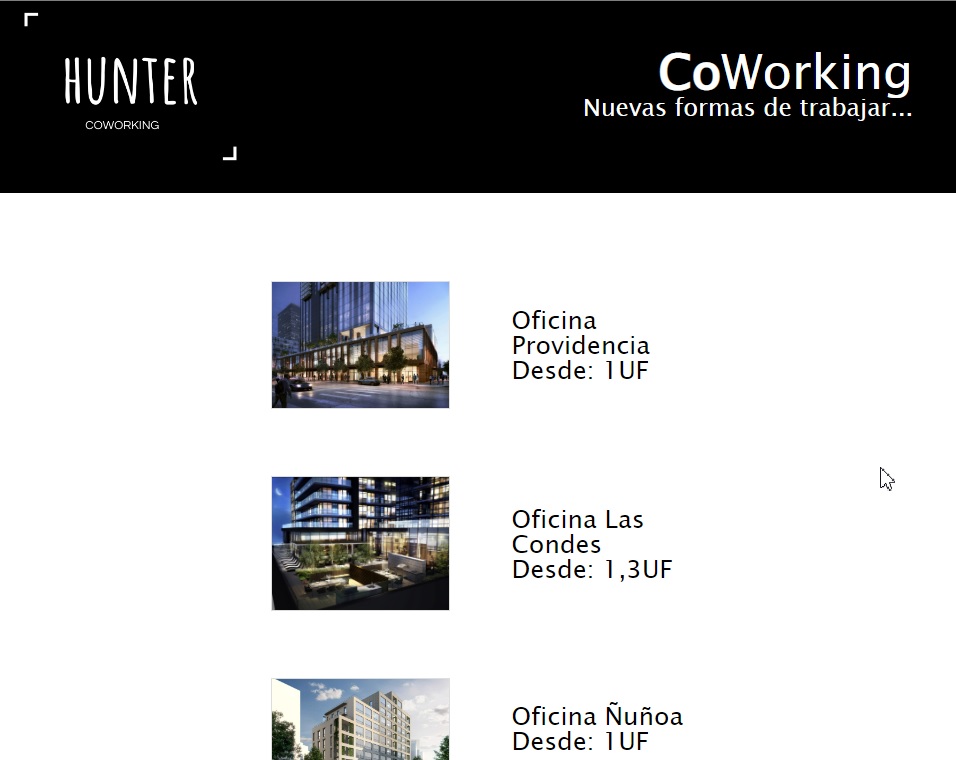 HUNTER
COWORKING
CoWorking
Nuevas formas de trabajar...
Oficina
Providencia
Desde: 1UF
Oficina Las
Condes
Desde: 1,3UF
Oficina Ñuñoa
Desde: 1UF